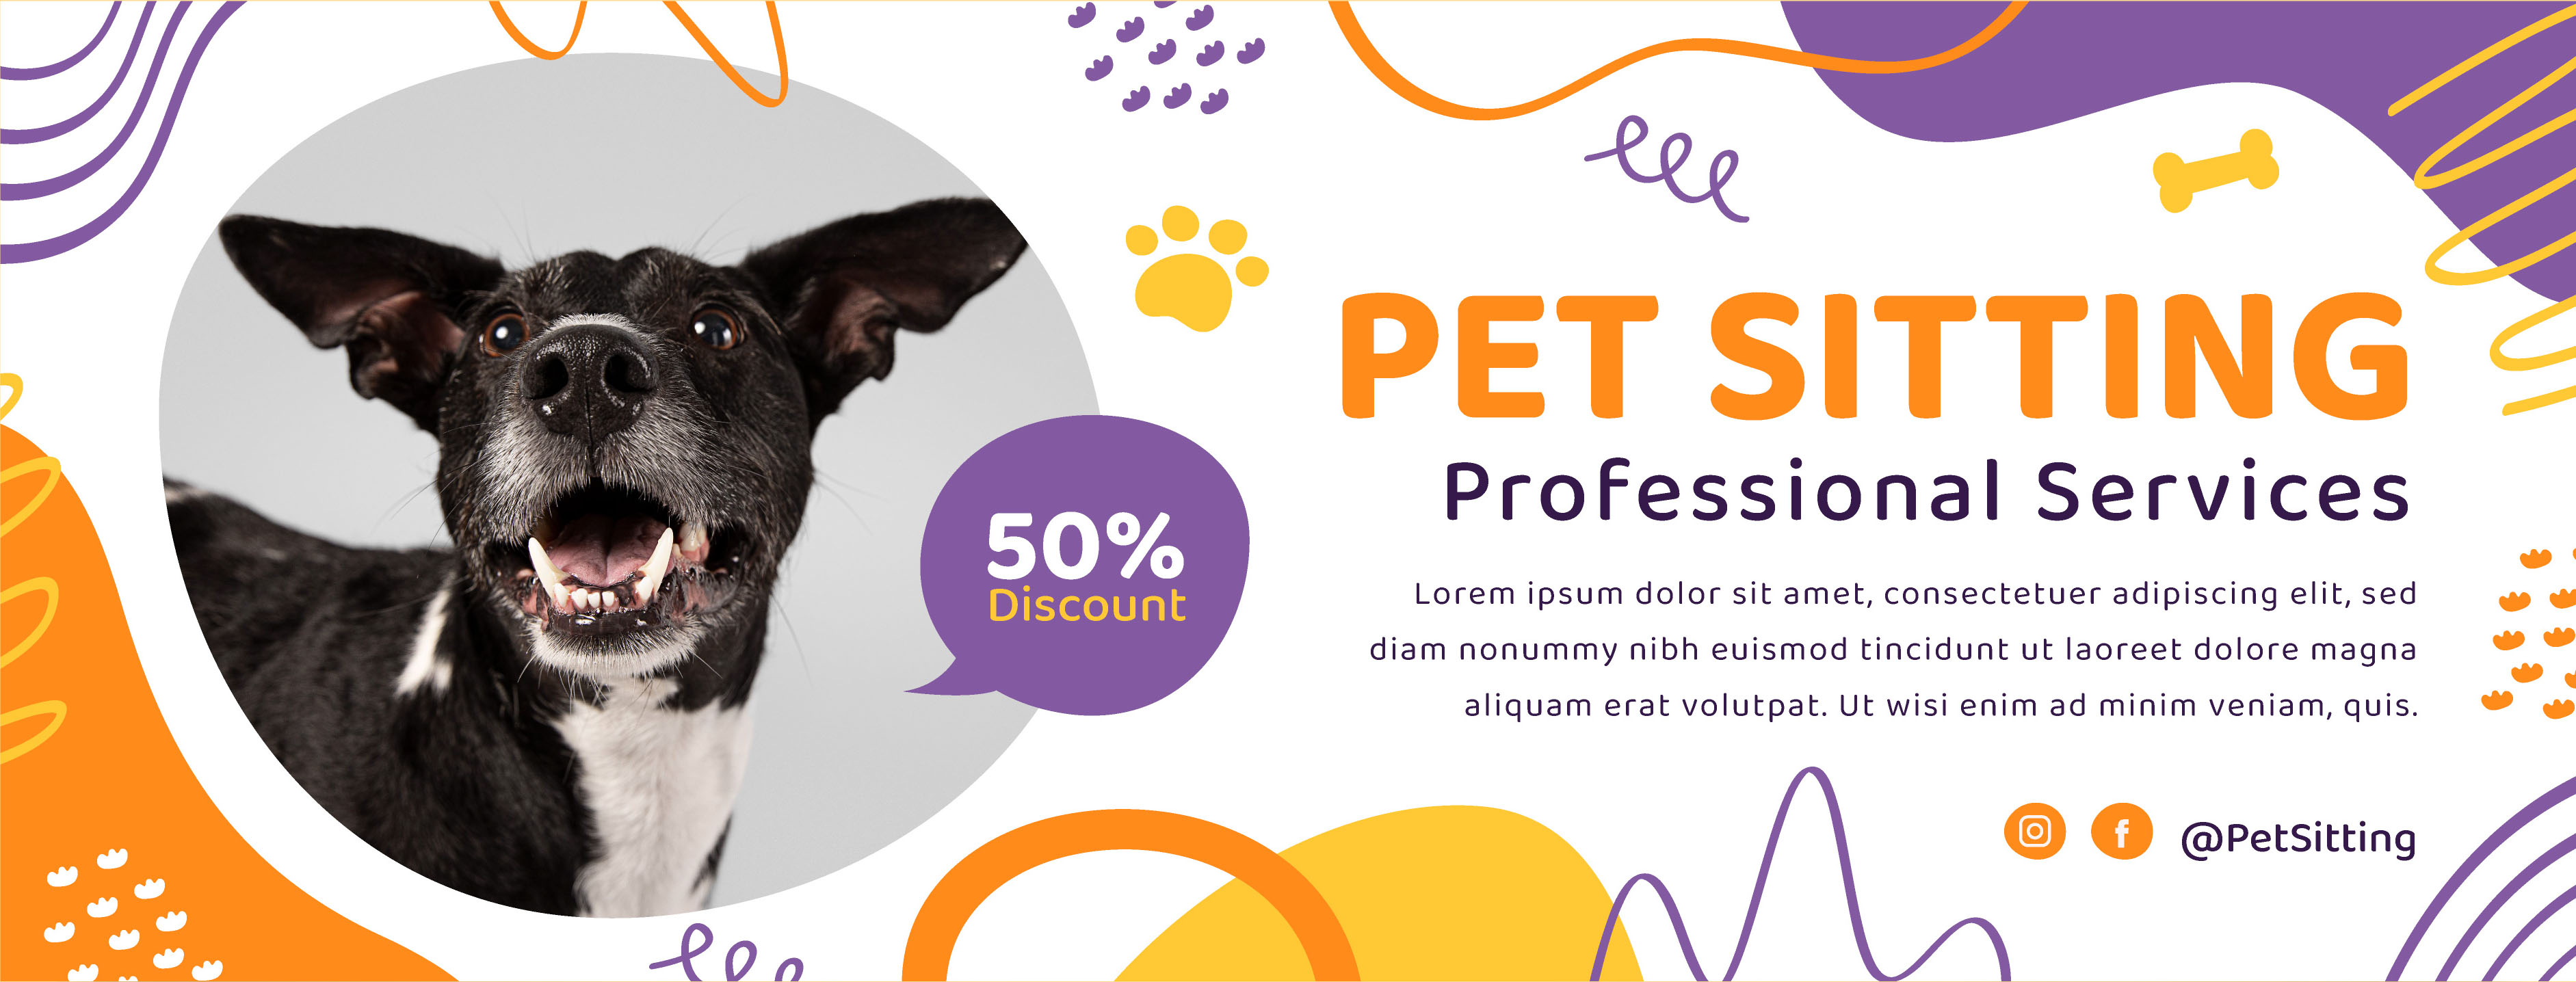 PET SITTING
Professional Services
50%
Discount
Lorem ipsum dolor sit amet, consectetuer adipiscing elit, sed
diam nonummy nibh euismod tincidunt ut laoreet dolore magna
aliquam erat volutpat. Ut wisi enim ad minim veniam, quis.
f
@PetSitting